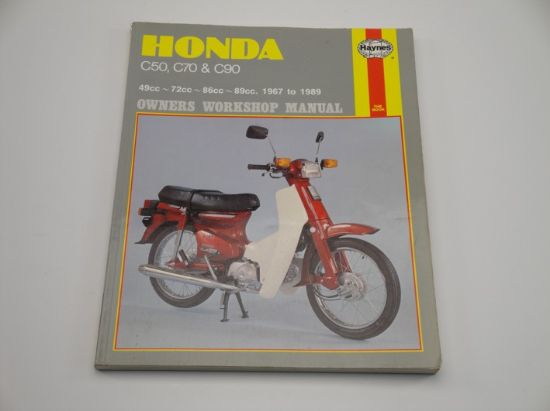 HONDA
Haynes
C50, C70 & C90
49cc ~ 72cc ~ 86cc ~ 89cc. 1967 to 1989
OWNERS WORKSHOP MANUAL